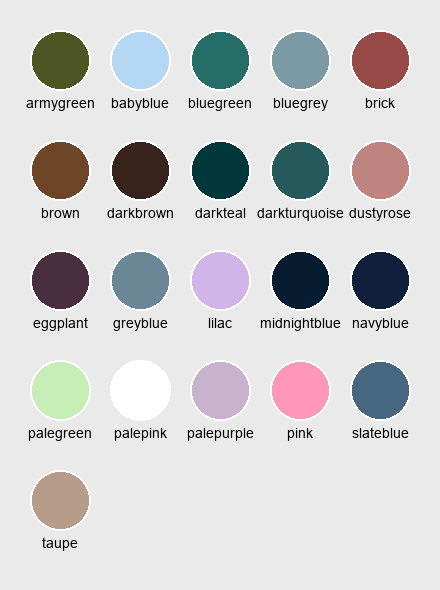 armygreen babyblue bluegreen bluegrey brick
brown darkbrown darkteal darkturquoise dustyrose
eggplant greyblue lilac midnightblue navyblue
palegreen palepink palepurple pink slateblue
taupe